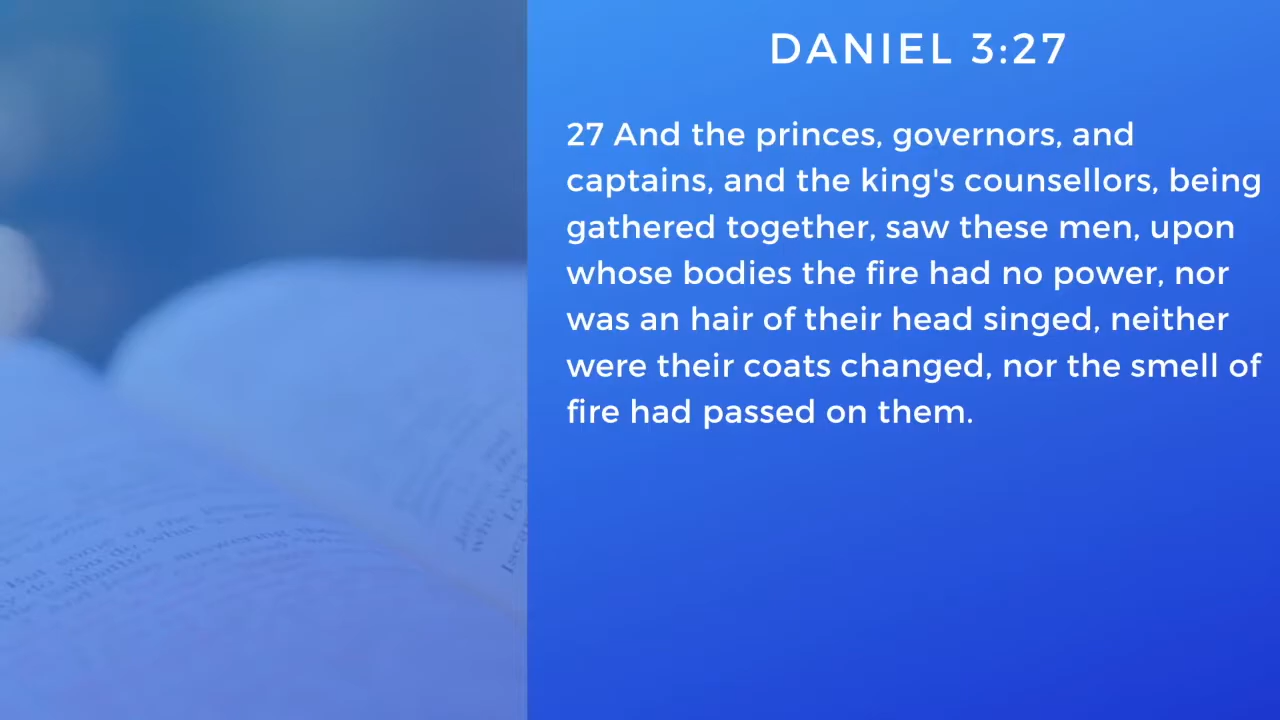 DANIEL 3:27
27 And the princes, governors, and
captains, and the king's counsellors, being
gathered together, saw these men, upon
whose bodies the fire had no power, nor
was an hair of their head singed, neither
were their coats changed, nor the smell of
fire had passed on them.